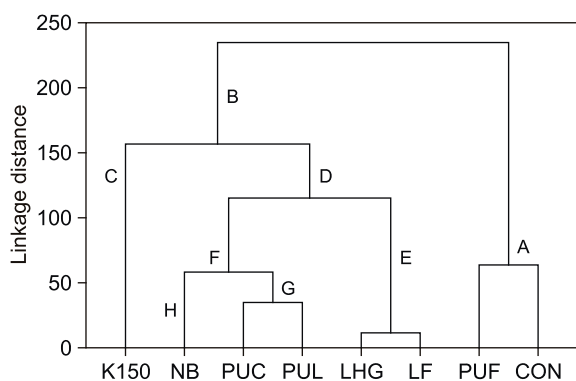 250
200
150
100
50
0
Linkage distance
B
C
D
A
F
E
G
H
K150 NB PUC PUL LHG LF PUF CON